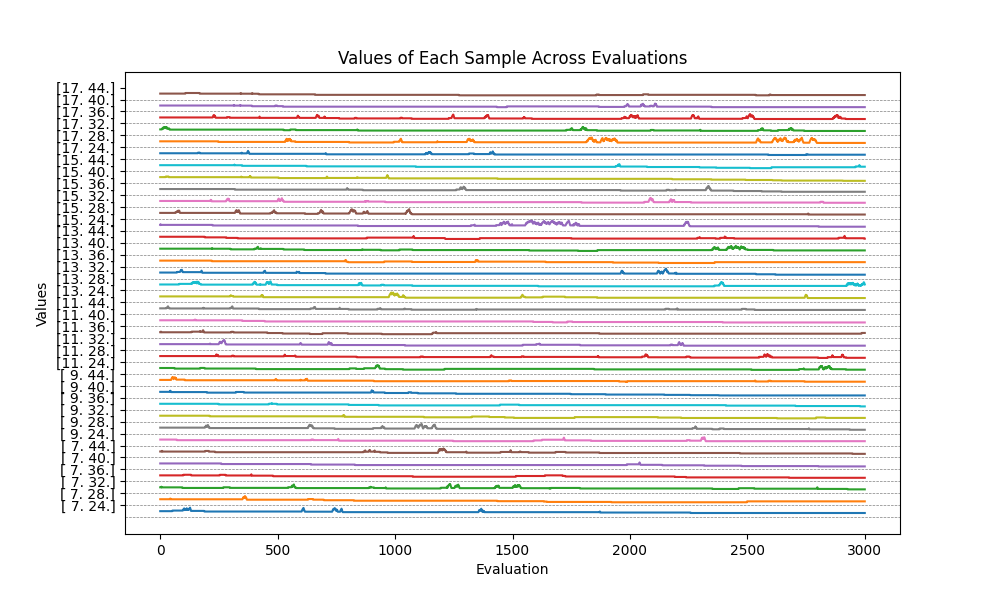 Values of Each Sample Across Evaluations
[17. 44.]
[17. 40.]
[17. 36.]
[17. 32.]
[17. 28.]
[17. 24.]
[15. 44.]
[15. 40.]
[15. 36.]
[15. 32.]
[15. 28.]
[15. 24.]
[13. 44.]
[13. 40.]
[13. 36.]
[13. 32.]
[13. 28.]
[13. 24.]
[11. 44.]
[11. 40.]
[11. 36.]
[11. 32.]
[11. 28.]
[11. 24.]
[ 9. 44.]
[ 9. 40.]
[ 9. 36.]
[ 9. 32.]
[ 9. 28.]
[ 9. 24.]
[ 7. 44.]
[ 7. 40.]
[ 7. 36.]
[ 7. 32.]
[ 7. 28.]
[ 7. 24.]
Values
0 500 1000 1500 2000 2500 3000
Evaluation